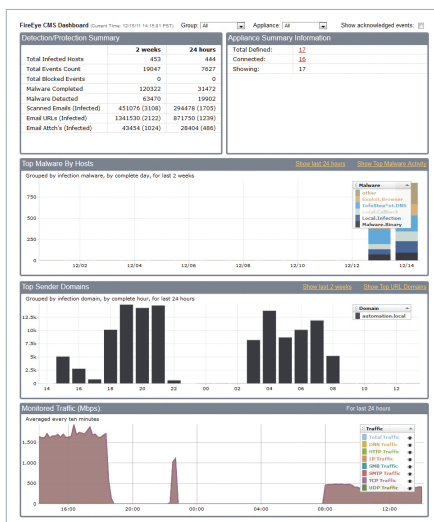 FireEye CMS Dashboard (Current Time: 12/15/11 14:15:51 PST) Group: All Appliance: All Show acknowledged events:
Detection/Protection Summary
2 weeks 24 hours
Total Infected Hosts 453 444
Total Events Count 19047 7627
Total Blocked Events 0 0
Malware Completed 120322 31472
Malware Detected 63470 19902
Scanned Emails (Infected) 451076 (3108) 294478 (1705)
Email URLs (Infected) 1341530 (2122) 871750 (1239)
Email Attch's (Infected) 43454 (1024) 28404 (486)
Appliance Summary Information
Total Defined: 17
Connected: 16
Showing: 17
Top Malware By Hosts Show last 24 hours Show Top Malware Activity
Grouped by infection malware, by complete day, for last 2 weeks
Malware
other
Exploit.Browser
Local.Callback
Local.Infection
Malware.Binary
750
500
250
0
12/02 12/04 12/06 12/08 12/10 12/12 12/14
Top Sender Domains Show last 2 weeks Show Top URL Domains
Grouped by infection domain, by complete hour, for last 24 hours
Domain
automation.local
12.5k
10k
7.5k
5k
2.5k
0
14 16 18 20 22 00 02 04 06 08 10 12
Monitored Traffic (Mbps) For last 24 hours
Averaged every ten minutes
Traffic
Total Traffic
UMB Traffic
HTTP Traffic
IP Traffic
SMB Traffic
SMTP Traffic
TCP Traffic
UDP Traffic
1,500
1,000
500
0
16:00 20:00 00:00 04:00 08:00 12:00